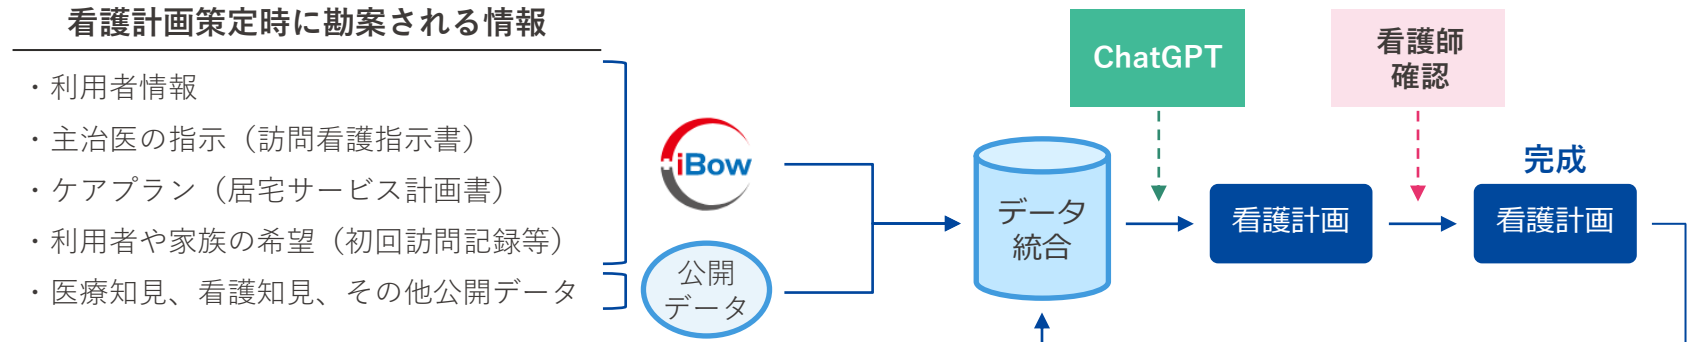 看護計画策定時に勘案される情報
・利用者情報
・主治医の指示（訪問看護指示書）
・ケアプラン（居宅サービス計画書）
・利用者や家族の希望（初回訪問記録等）
・医療知見、看護知見、その他公開データ
iBow
公開
データ
データ
統合
ChatGPT
看護計画
看護師
確認
完成
看護計画